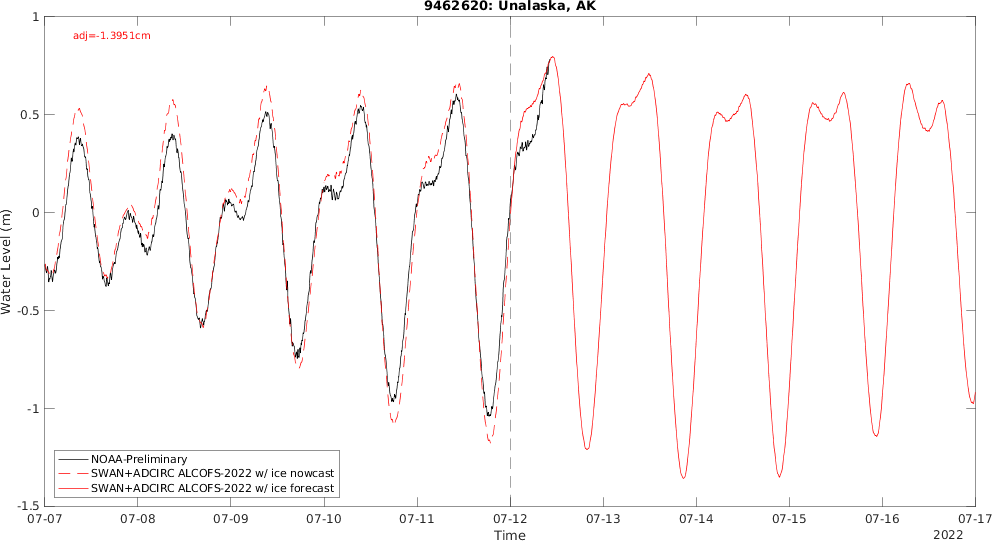 9462620: Unalaska, AK
adj=-1.3951cm
1
0.5
0
-0.5
-1
-1.5
Water Level (m)
NOAA-Preliminary
SWAN+ADCIRC ALCOFS-2022 w/ ice nowcast
SWAN+ADCIRC ALCOFS-2022 w/ ice forecast
07-07 07-08 07-09 07-10 07-11 07-12 07-13 07-14 07-15 07-16 07-17
Time
2022